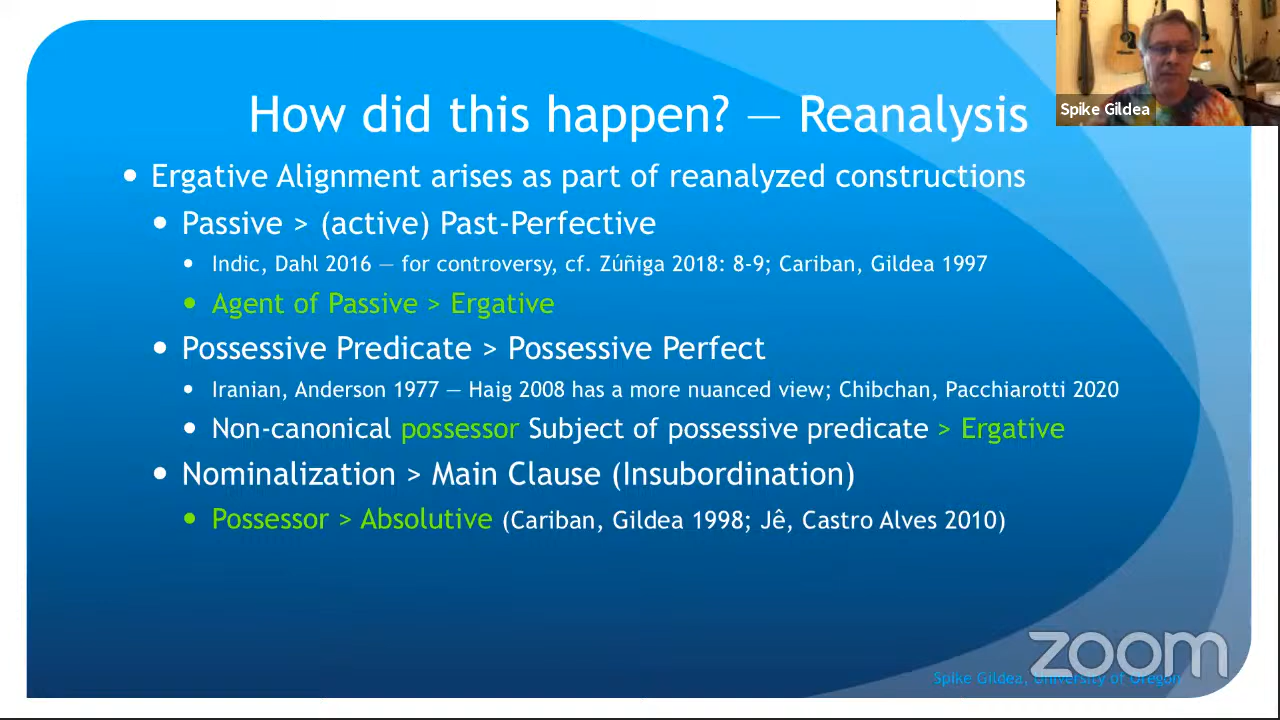 How did this happen? — Reanalysis
Spike Gildea
• Ergative Alignment arises as part of reanalyzed constructions
• Passive > (active) Past-Perfective
• Indic, Dahl 2016 — for controversy, cf. Zúñiga 2018: 8-9; Cariban, Gildea 1997
• Agent of Passive > Ergative
• Possessive Predicate > Possessive Perfect
• Iranian, Anderson 1977 — Haig 2008 has a more nuanced view; Chibchan, Pacchiarotti 2020
• Non-canonical possessor Subject of possessive predicate > Ergative
• Nominalization > Main Clause (Insubordination)
• Possessor > Absolutive (Cariban, Gildea 1998; Jê, Castro Alves 2010)
zoom
Spike Gildea, University of Oregon